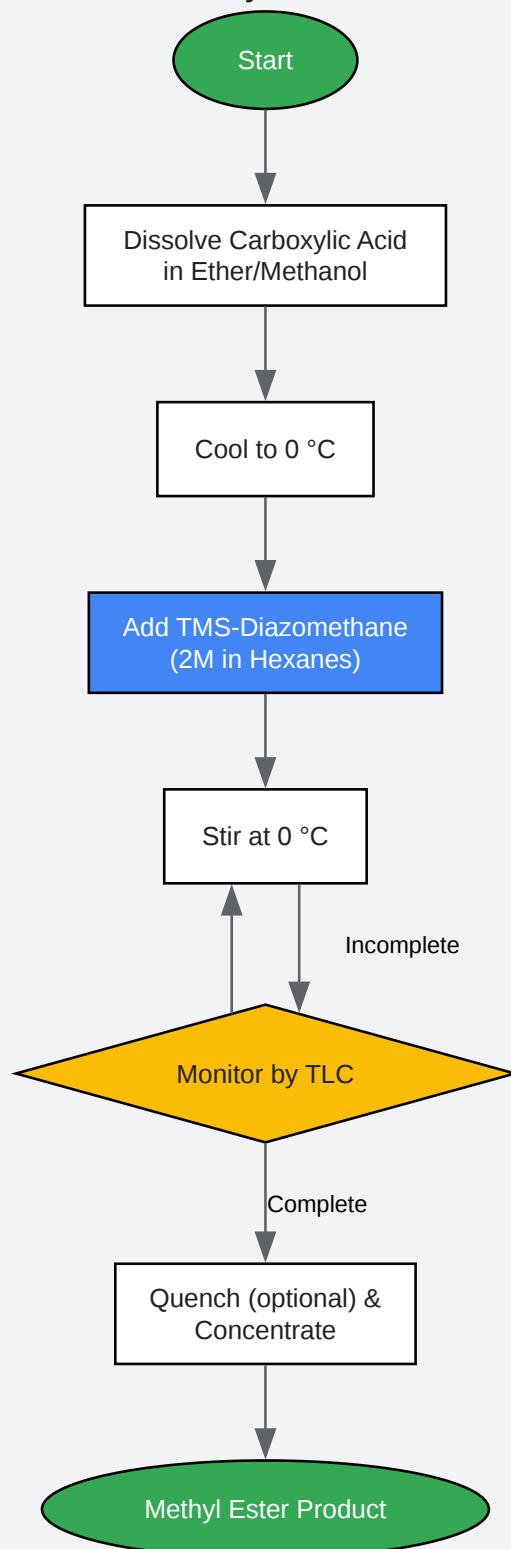 Start
Dissolve Carboxylic Acid
in Ether/Methanol
Cool to 0 °C
Add TMS-Diazomethane
(2M in Hexanes)
Stir at 0 °C
Incomplete
Monitor by TLC
Complete
Quench (optional) &
Concentrate
Methyl Ester Product